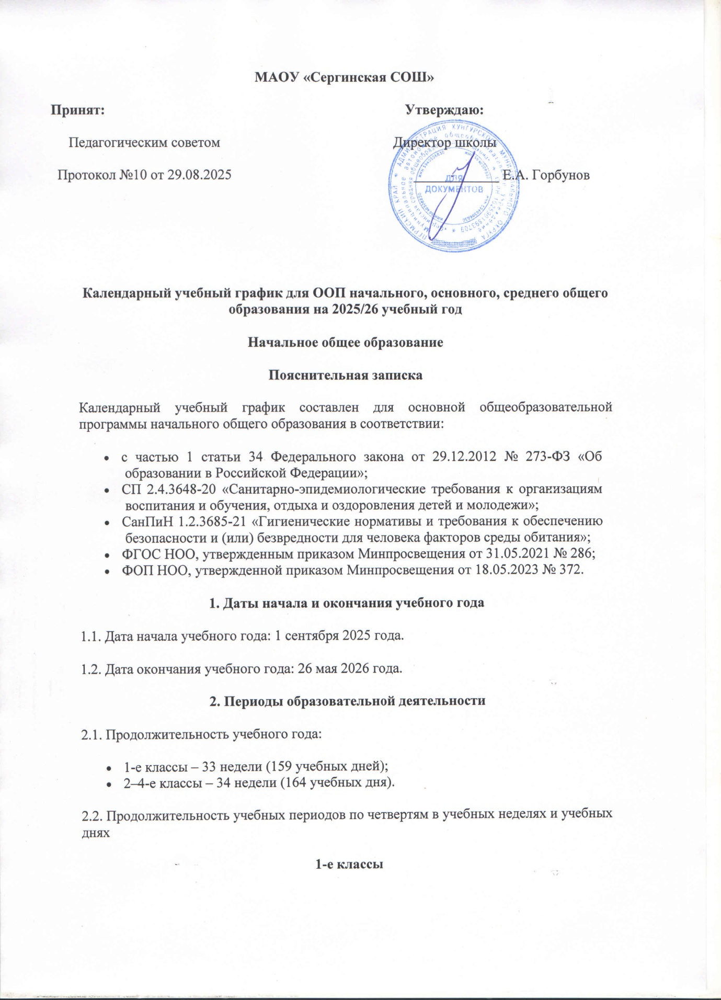 МАОУ «Сергинская СОШ»
Принят:
Утверждаю:
Педагогическим советом
Директор школы
Протокол №10 от 29.08.2025
Е.А. Горбунов
ДЛЯ
ДОКУМЕНТОВ
Календарный учебный график для ООП начального, основного, среднего общего
образования на 2025/26 учебный год
Начальное общее образование
Пояснительная записка
Календарный учебный график составлен для основной общеобразовательной
программы начального общего образования в соответствии:
• с частью 1 статьи 34 Федерального закона от 29.12.2012 № 273-ФЗ «Об
образовании в Российской Федерации»;
• СП 2.4.3648-20 «Санитарно-эпидемиологические требования к организациям
воспитания и обучения, отдыха и оздоровления детей и молодежи»;
• СанПиН 1.2.3685-21 «Гигиенические нормативы и требования к обеспечению
безопасности и (или) безвредности для человека факторов среды обитания»;
• ФГОС НОО, утвержденным приказом Минпросвещения от 31.05.2021 № 286;
• ФОП НОО, утвержденной приказом Минпросвещения от 18.05.2023 № 372.
1. Даты начала и окончания учебного года
1.1. Дата начала учебного года: 1 сентября 2025 года.
1.2. Дата окончания учебного года: 26 мая 2026 года.
2. Периоды образовательной деятельности
2.1. Продолжительность учебного года:
• 1-е классы – 33 недели (159 учебных дней);
• 2–4-е классы – 34 недели (164 учебных дня).
2.2. Продолжительность учебных периодов по четвертям в учебных неделях и учебных
днях
1-е классы